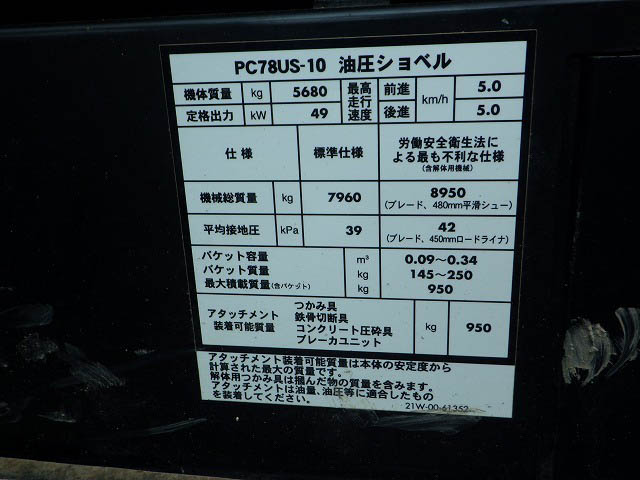 PC78US-10 油圧ショベル
機体質量 kg 5680 最高走行速度 前進 km/h 5.0
定格出力 kW 49 後進 5.0
仕様 標準仕様 労働安全衛生法による最も不利な仕様 (含解体用機械)
機械総質量 kg 7960 8950 (ブレード、480mm平滑シュー)
平均接地圧 kPa 39 42 (ブレード、450mmロードライナ)
バケット容量 m³ 0.09〜0.34
バケット質量 kg 145〜250
最大積載質量(含バケット) kg 950
アタッチメント装着可能質量 つかみ具 鉄骨切断具 コンクリート圧砕具 ブレーカユニット kg 950
アタッチメント装着可能質量は本体の安定度から
計算された最大の質量です。
解体用つかみ具は掴んだ物の質量を含みます。
アタッチメントは油量、油圧等に適合したもの
を装着してください。
21W-00-61352